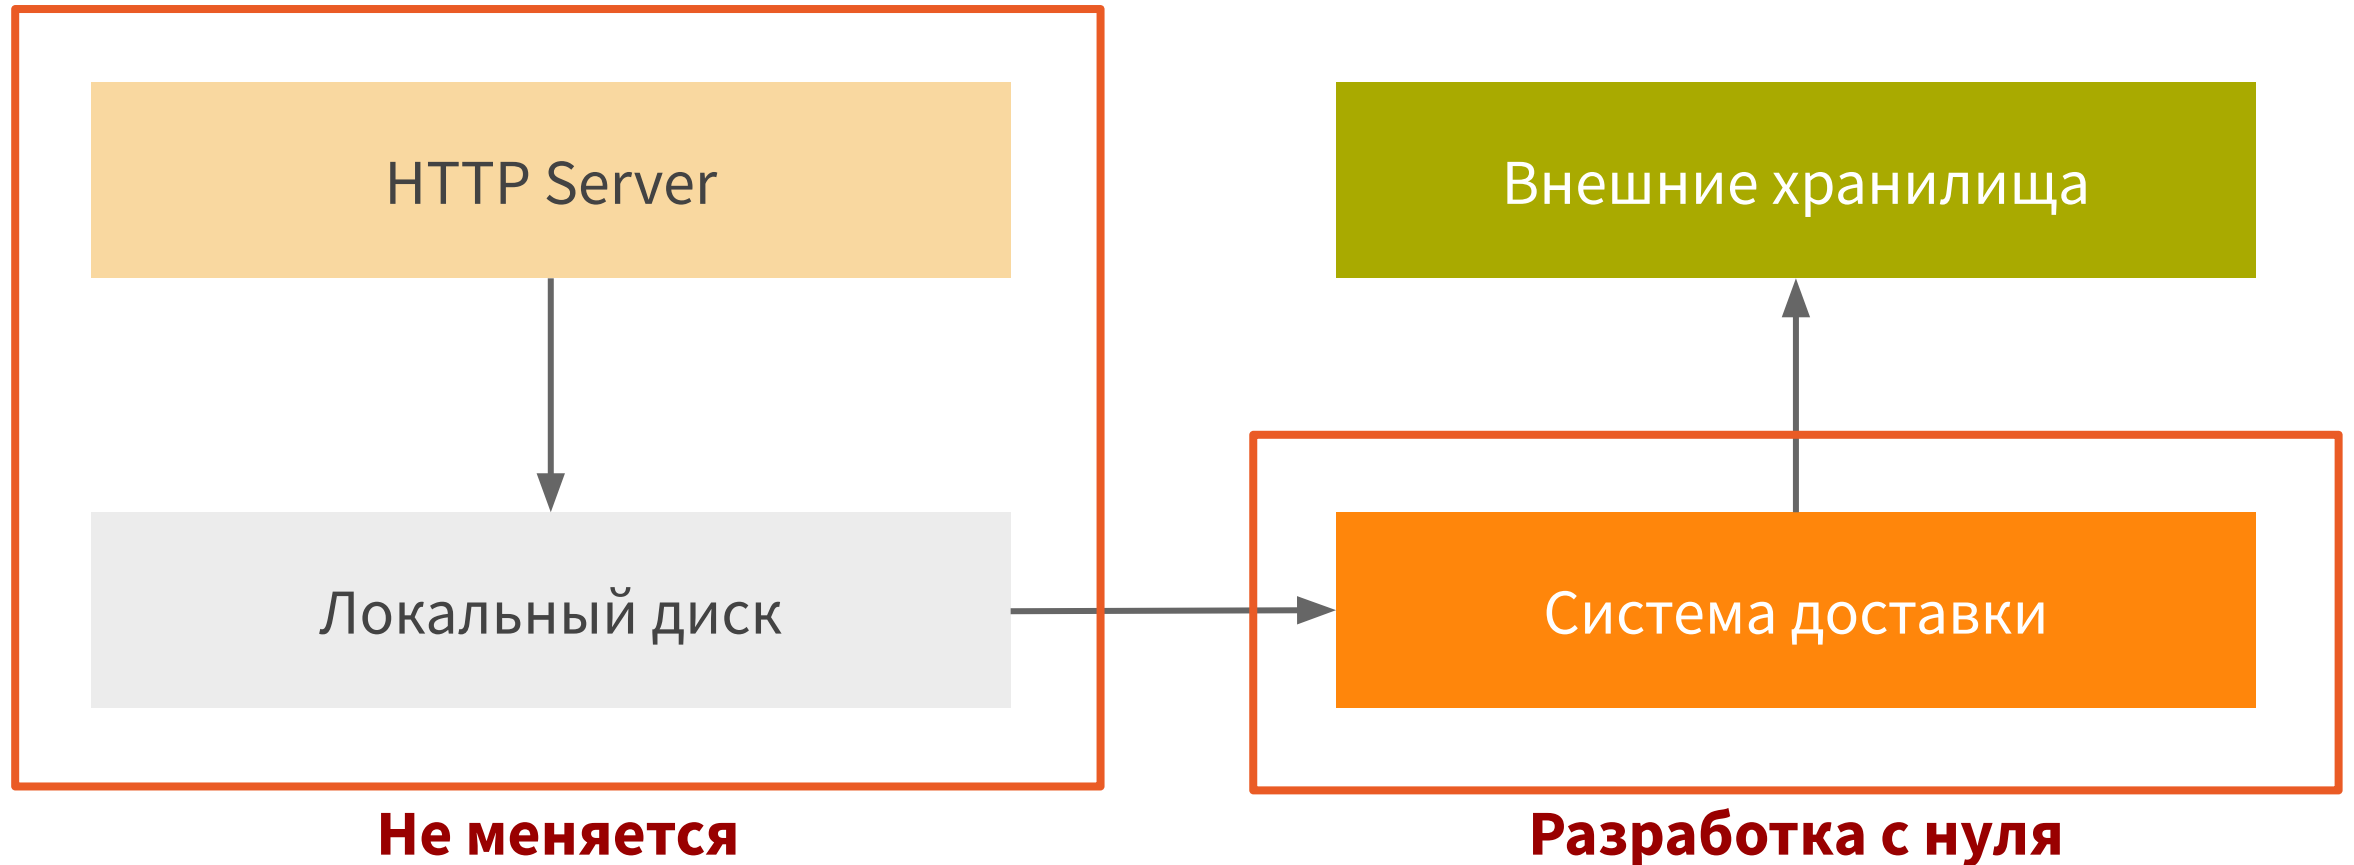 HTTP Server
Внешние хранилища
Локальный диск
Система доставки
Не меняется
Разработка с нуля